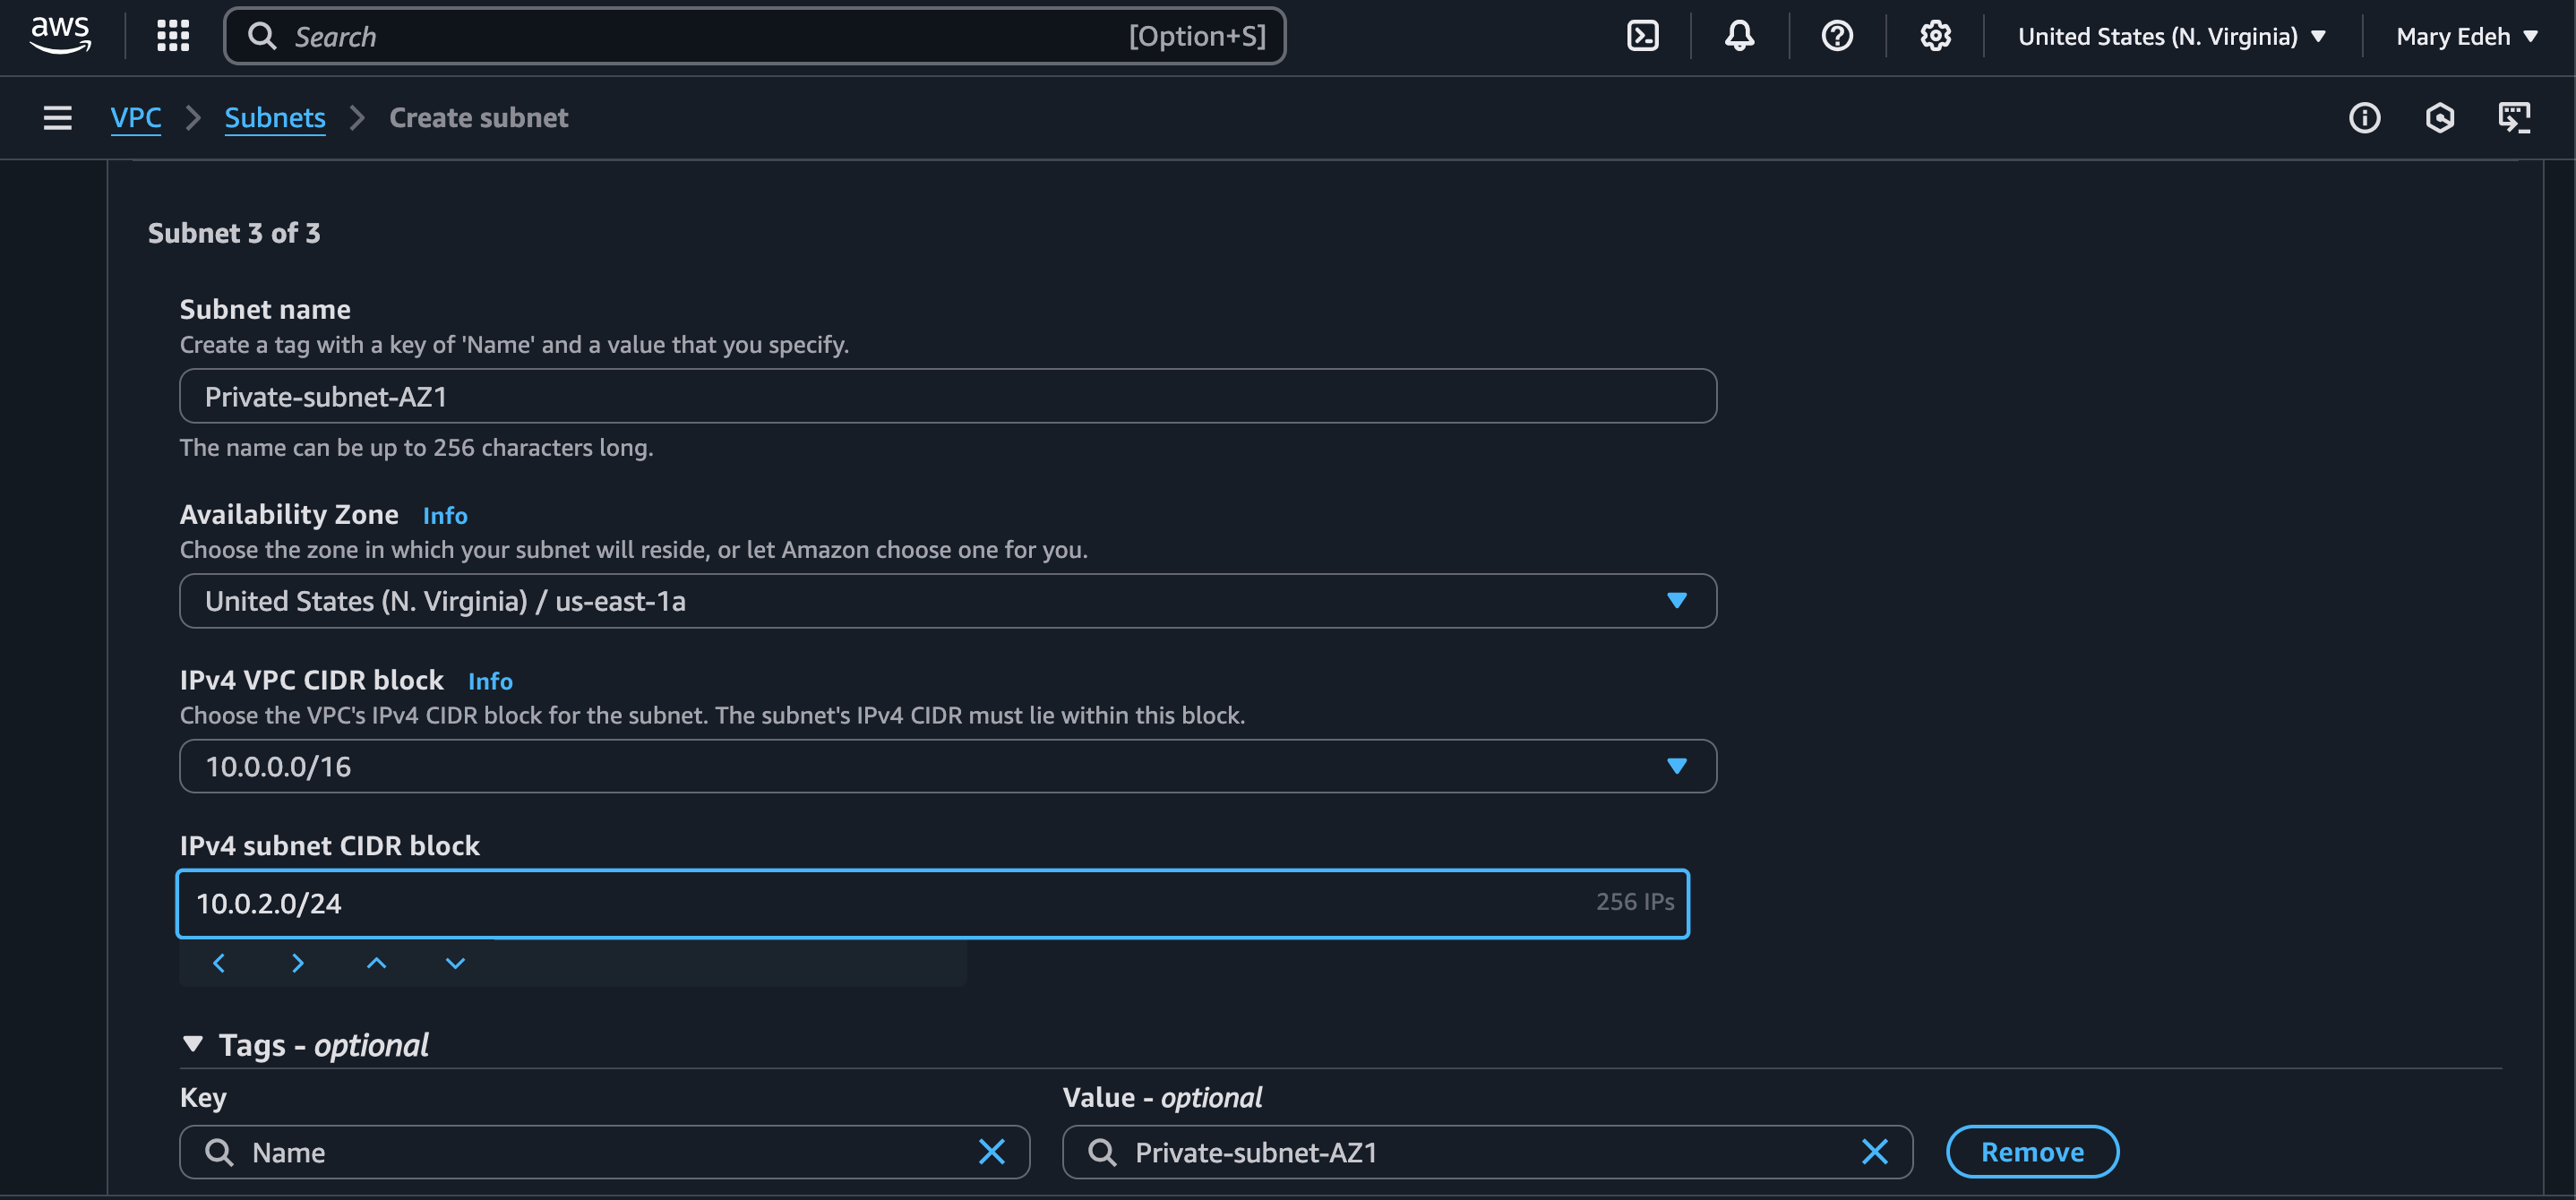 aws
Search
[Option+S]
United States (N. Virginia)
Mary Edeh
VPC
Subnets
Create subnet
Subnet 3 of 3
Subnet name
Create a tag with a key of 'Name' and a value that you specify.
Private-subnet-AZ1
The name can be up to 256 characters long.
Availability Zone Info
Choose the zone in which your subnet will reside, or let Amazon choose one for you.
United States (N. Virginia) / us-east-1a
IPv4 VPC CIDR block Info
Choose the VPC's IPv4 CIDR block for the subnet. The subnet's IPv4 CIDR must lie within this block.
10.0.0.0/16
IPv4 subnet CIDR block
10.0.2.0/24
256 IPs
Tags - optional
Key
Value - optional
Name
Private-subnet-AZ1
Remove